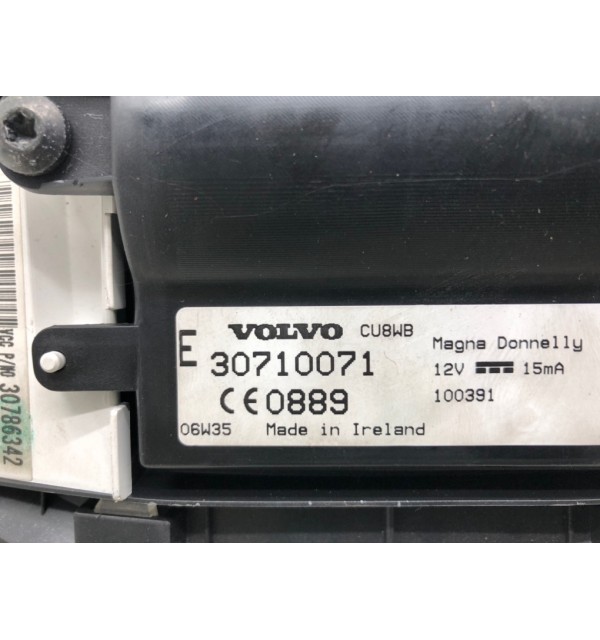 VOLVO CU8WB
E 30710071
CE0889
06W35 Made in Ireland
Magna Donnelly
12V 15mA
100391
VCC P/NO 30786342